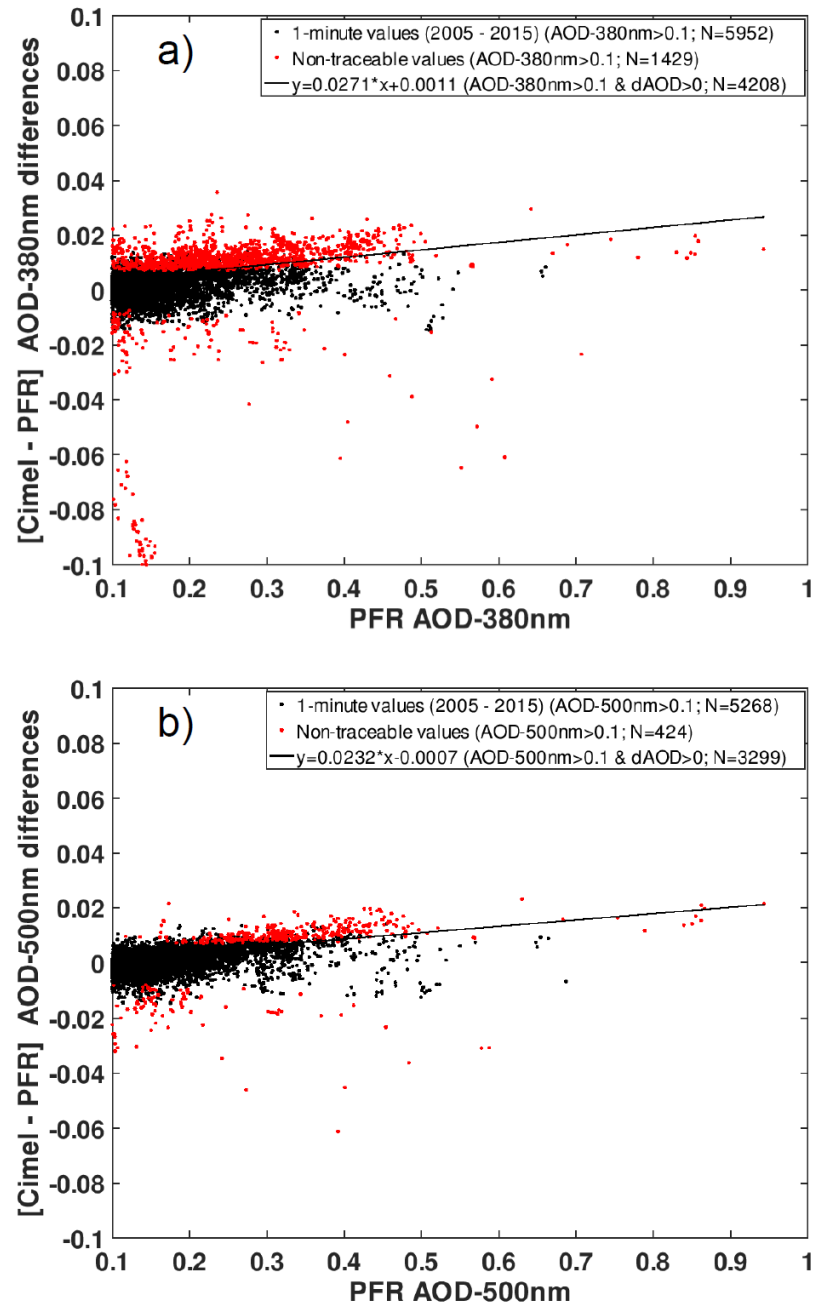 a)
1-minute values (2005 - 2015) (AOD-380nm>0.1; N=5952)
Non-traceable values (AOD-380nm>0.1; N=1429)
y=0.0271*x+0.0011 (AOD-380nm>0.1 & dAOD>0; N=4208)
[Cimel - PFR] AOD-380nm differences
0.1
0.08
0.06
0.04
0.02
0
-0.02
-0.04
-0.06
-0.08
-0.1
0.1 0.2 0.3 0.4 0.5 0.6 0.7 0.8 0.9 1
PFR AOD-380nm
b)
1-minute values (2005 - 2015) (AOD-500nm>0.1; N=5268)
Non-traceable values (AOD-500nm>0.1; N=424)
y=0.0232*x-0.0007 (AOD-500nm>0.1 & dAOD>0; N=3299)
[Cimel - PFR] AOD-500nm differences
0.1
0.08
0.06
0.04
0.02
0
-0.02
-0.04
-0.06
-0.08
-0.1
0.1 0.2 0.3 0.4 0.5 0.6 0.7 0.8 0.9 1
PFR AOD-500nm